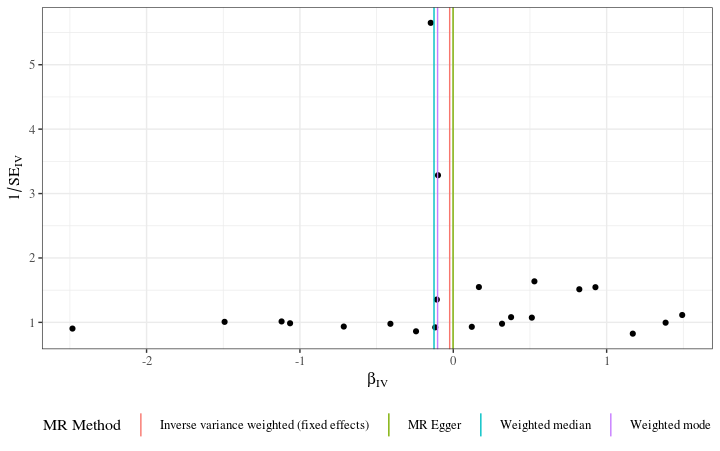 5
4
3
2
1
1/SE_IV
-2 -1 0 1
β_IV
MR Method Inverse variance weighted (fixed effects) MR Egger Weighted median Weighted mode